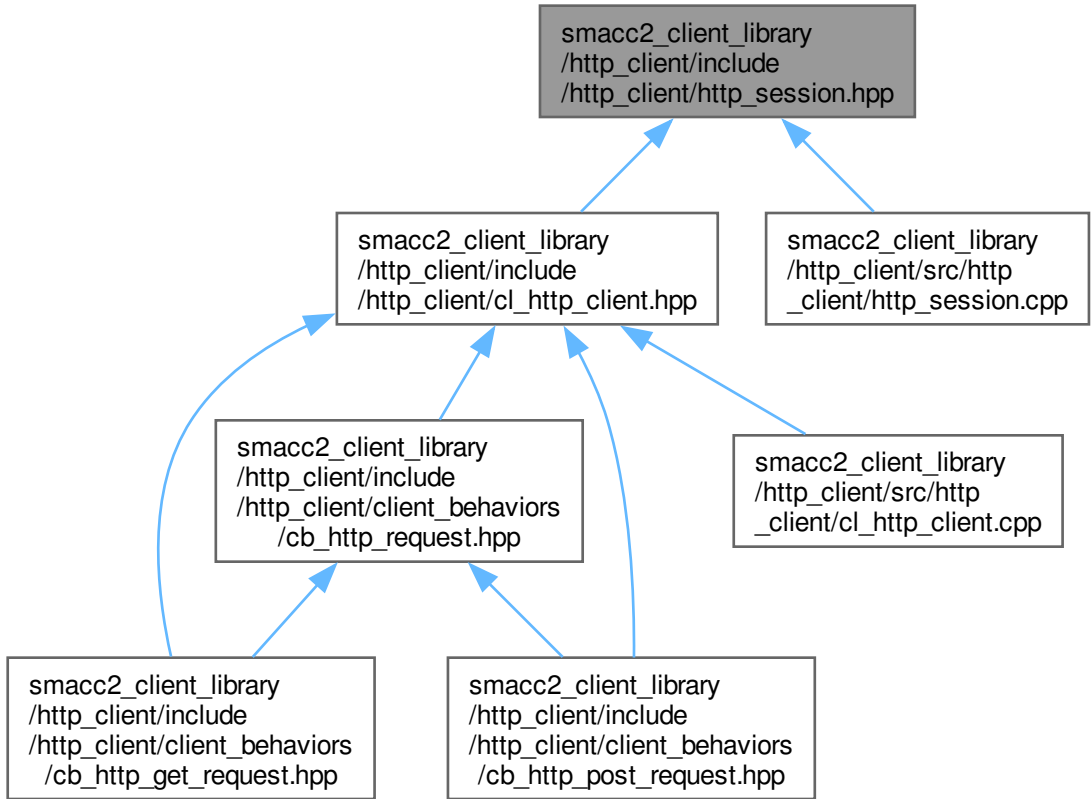 smacc2_client_library
/http_client/include
/http_client/http_session.hpp
smacc2_client_library
/http_client/include
/http_client/cl_http_client.hpp
smacc2_client_library
/http_client/src/http
_client/http_session.cpp
smacc2_client_library
/http_client/include
/http_client/client_behaviors
/cb_http_request.hpp
smacc2_client_library
/http_client/src/http
_client/cl_http_client.cpp
smacc2_client_library
/http_client/include
/http_client/client_behaviors
/cb_http_get_request.hpp
smacc2_client_library
/http_client/include
/http_client/client_behaviors
/cb_http_post_request.hpp